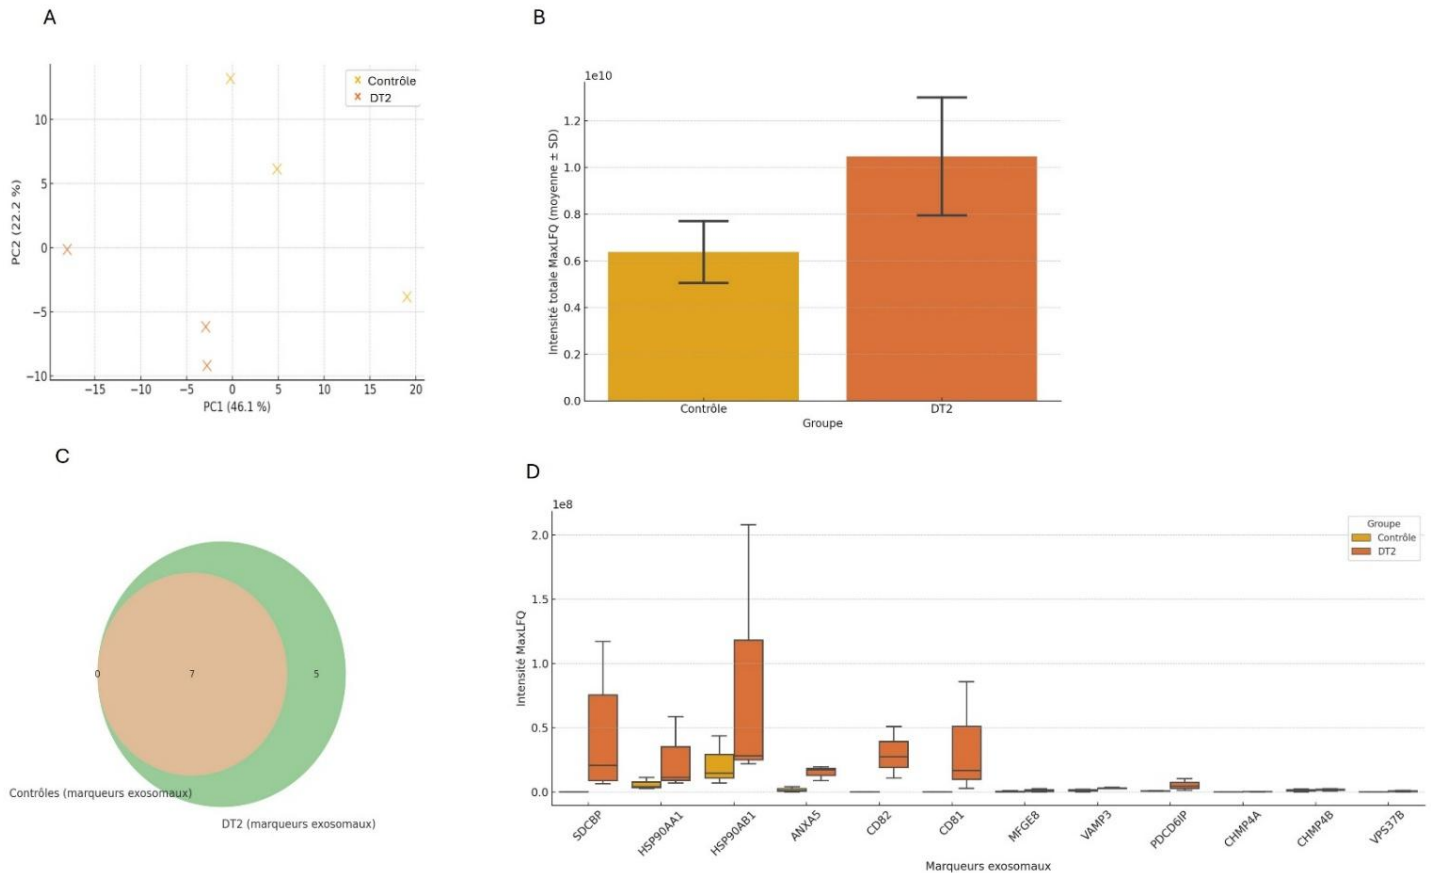 A
Contrôle
DT2
10
5
0
−5
−10
PC2 (22.2 %)
−15
−10
−5
0
5
10
15
20
PC1 (46.1 %)
B
1e10
1.2
1.0
0.8
0.6
0.4
0.2
0.0
Intensité totale MaxLFQ (moyenne ± SD)
Contrôle
DT2
Groupe
C
0
7
5
Contrôles (marqueurs exosomaux)
DT2 (marqueurs exosomaux)
D
1e8
Groupe
Contrôle
DT2
2.0
1.5
1.0
0.5
0.0
Intensité MaxLFQ
SDCBP
HSP90AA1
HSP90AB1
ANXA5
CD82
CD81
MFGE8
VAMP3
PDCD6IP
CHMP4A
CHMP4B
VPS37B
Marqueurs exosomaux